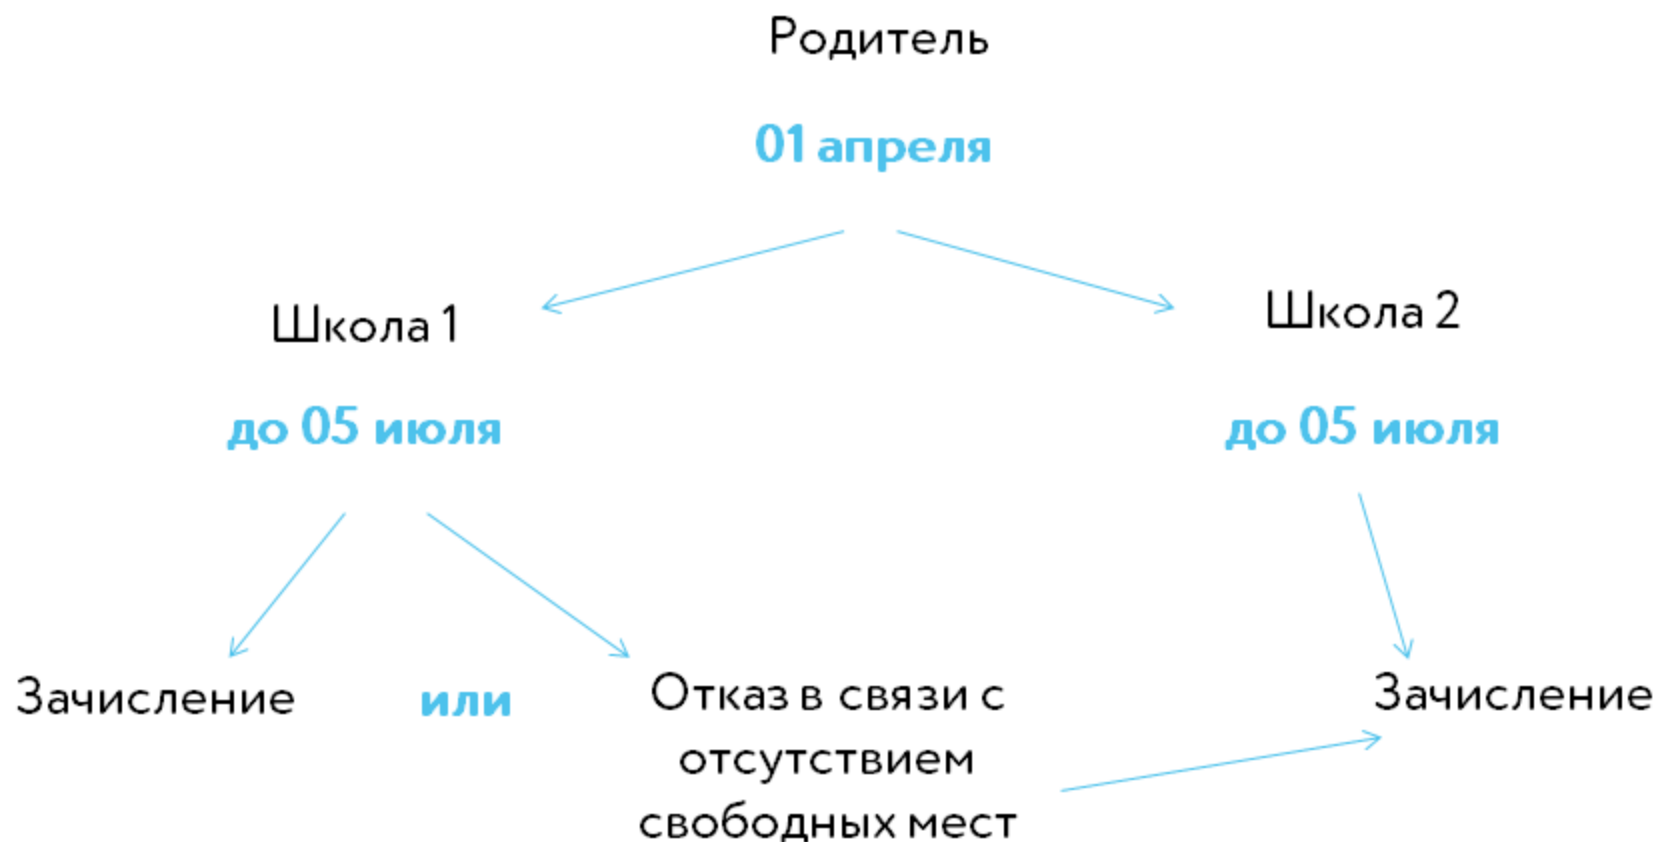 Родитель
01 апреля
Школа 1
Школа 2
до 05 июля
до 05 июля
Зачисление
или
Отказ в связи с
отсутствием
свободных мест
Зачисление